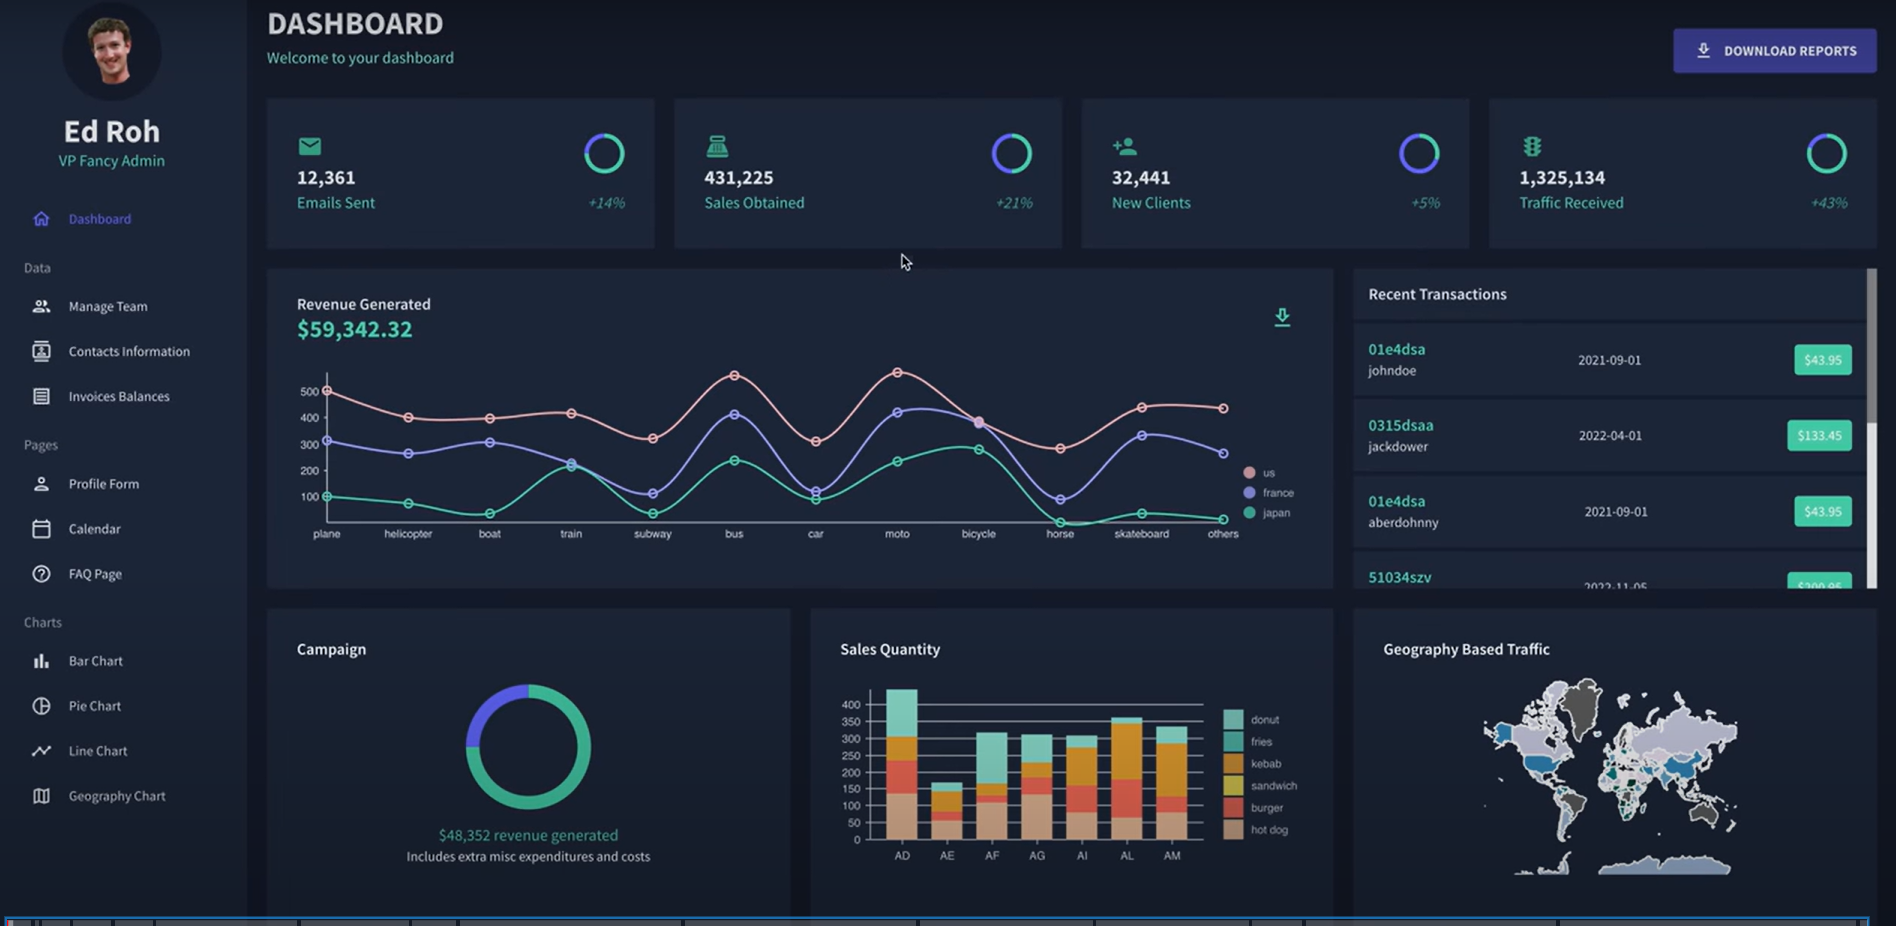 Ed Roh
VP Fancy Admin
Dashboard
Data
Manage Team
Contacts Information
Invoices Balances
Pages
Profile Form
Calendar
FAQ Page
Charts
Bar Chart
Pie Chart
Line Chart
Geography Chart
DASHBOARD
Welcome to your dashboard
DOWNLOAD REPORTS
12,361
Emails Sent
+14%
431,225
Sales Obtained
+21%
32,441
New Clients
+5%
1,325,134
Traffic Received
+43%
Revenue Generated
$59,342.32
500
400
300
200
100
plane helicopter boat train subway bus car moto bicycle horse skateboard others
us
france
japan
Recent Transactions
01e4dsa
johndoe
2021-09-01
$43.95
0315dsaa
jackdower
2022-04-01
$133.45
01e4dsa
aberdohnny
2021-09-01
$43.95
51034szv
2022-11-05
$200.95
Campaign
$48,352 revenue generated
Includes extra misc expenditures and costs
Sales Quantity
400
350
300
250
200
150
100
50
0
AD AE AF AG AI AL AM
donut
fries
kebab
sandwich
burger
hot dog
Geography Based Traffic